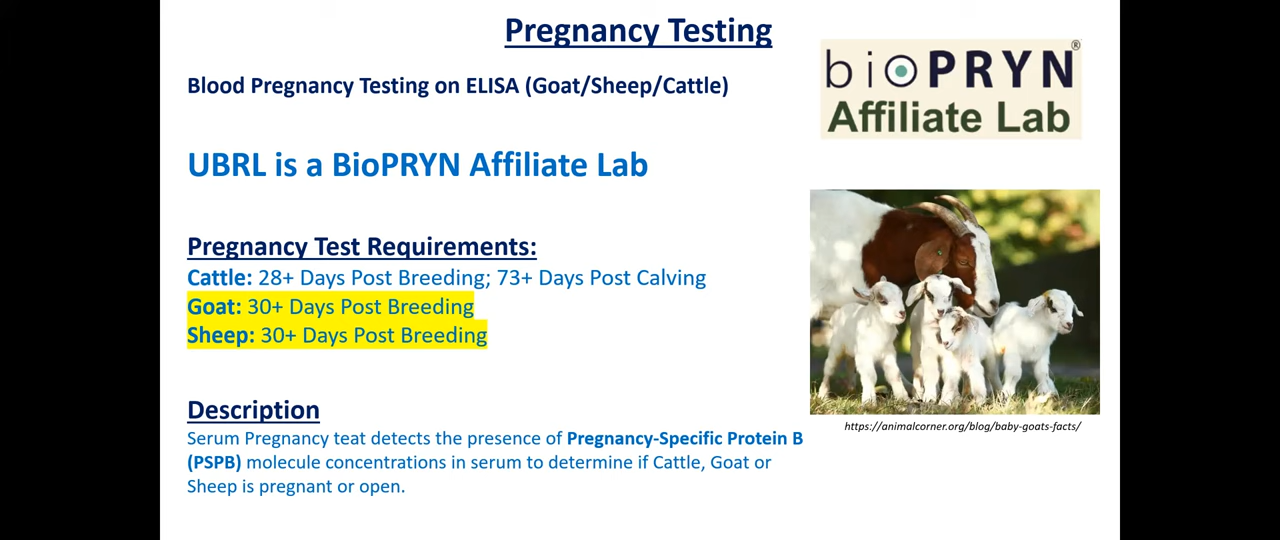 Pregnancy Testing
Blood Pregnancy Testing on ELISA (Goat/Sheep/Cattle)
bioPRYN®
Affiliate Lab
UBRL is a BioPRYN Affiliate Lab
Pregnancy Test Requirements:
Cattle: 28+ Days Post Breeding; 73+ Days Post Calving
Goat: 30+ Days Post Breeding
Sheep: 30+ Days Post Breeding
Description
Serum Pregnancy teat detects the presence of Pregnancy-Specific Protein B
(PSPB) molecule concentrations in serum to determine if Cattle, Goat or
Sheep is pregnant or open.
https://animalcorner.org/blog/baby-goats-facts/